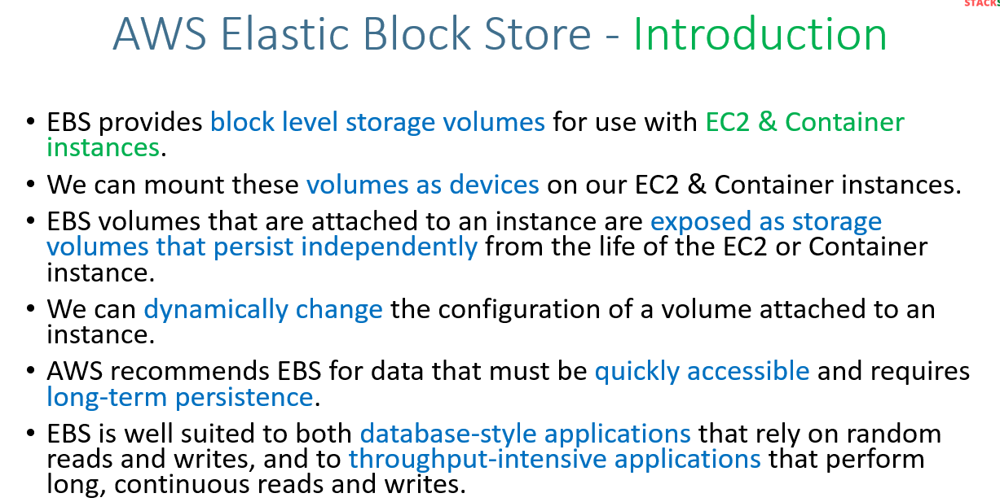 STACKS
AWS Elastic Block Store - Introduction
• EBS provides block level storage volumes for use with EC2 & Container
instances.
• We can mount these volumes as devices on our EC2 & Container instances.
• EBS volumes that are attached to an instance are exposed as storage
volumes that persist independently from the life of the EC2 or Container
instance.
• We can dynamically change the configuration of a volume attached to an
instance.
• AWS recommends EBS for data that must be quickly accessible and requires
long-term persistence.
• EBS is well suited to both database-style applications that rely on random
reads and writes, and to throughput-intensive applications that perform
long, continuous reads and writes.